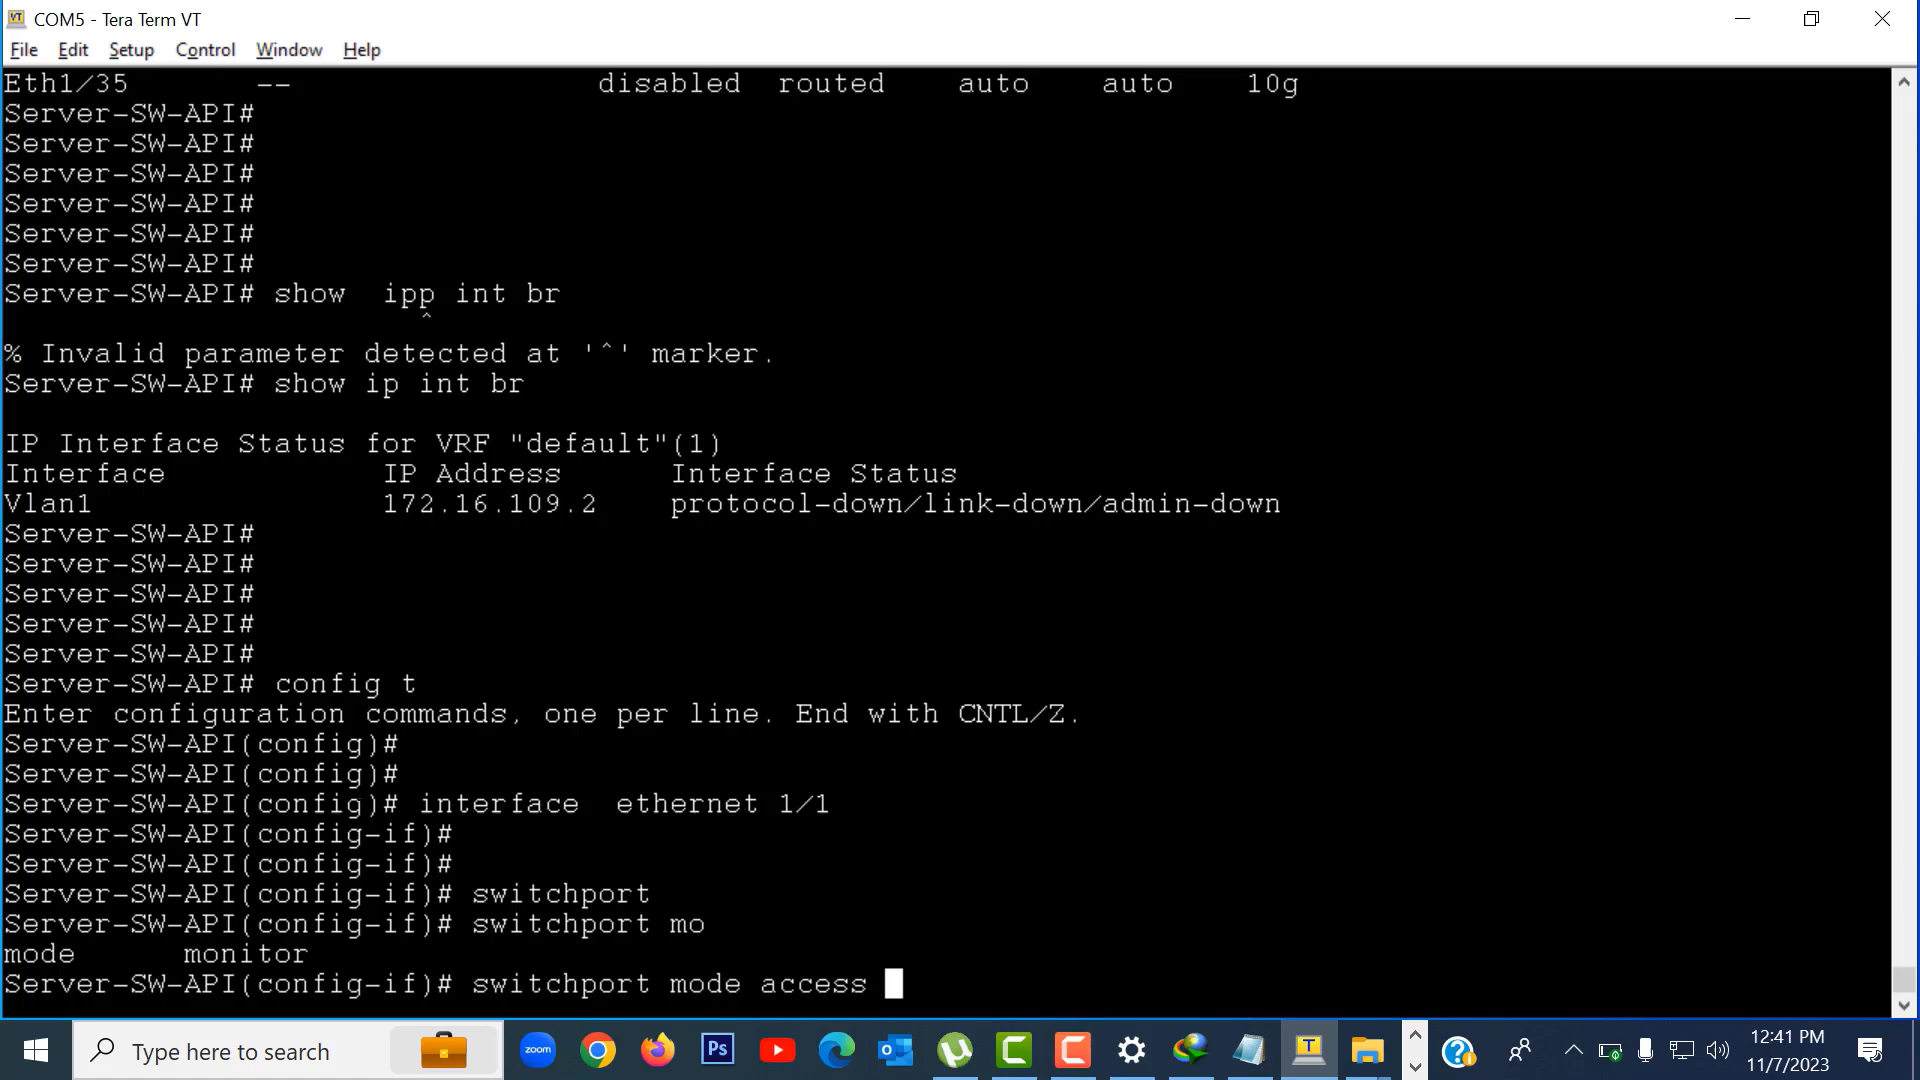 COM5 - Tera Term VT
File Edit Setup Control Window Help
Eth1/35 -- disabled routed auto auto 10g
Server-SW-API#
Server-SW-API#
Server-SW-API#
Server-SW-API#
Server-SW-API#
Server-SW-API#
Server-SW-API# show  ipp int br
^
% Invalid parameter detected at '^' marker.
Server-SW-API# show ip int br
IP Interface Status for VRF "default"(1)
Interface IP Address Interface Status
Vlan1 172.16.109.2 protocol-down/link-down/admin-down
Server-SW-API#
Server-SW-API#
Server-SW-API#
Server-SW-API#
Server-SW-API#
Server-SW-API# config t
Enter configuration commands, one per line. End with CNTL/Z.
Server-SW-API(config)#
Server-SW-API(config)#
Server-SW-API(config)# interface  ethernet 1/1
Server-SW-API(config-if)#
Server-SW-API(config-if)#
Server-SW-API(config-if)# switchport
Server-SW-API(config-if)# switchport mo
mode monitor
Server-SW-API(config-if)# switchport mode access
Type here to search
zoom
Ps
12:41 PM
11/7/2023